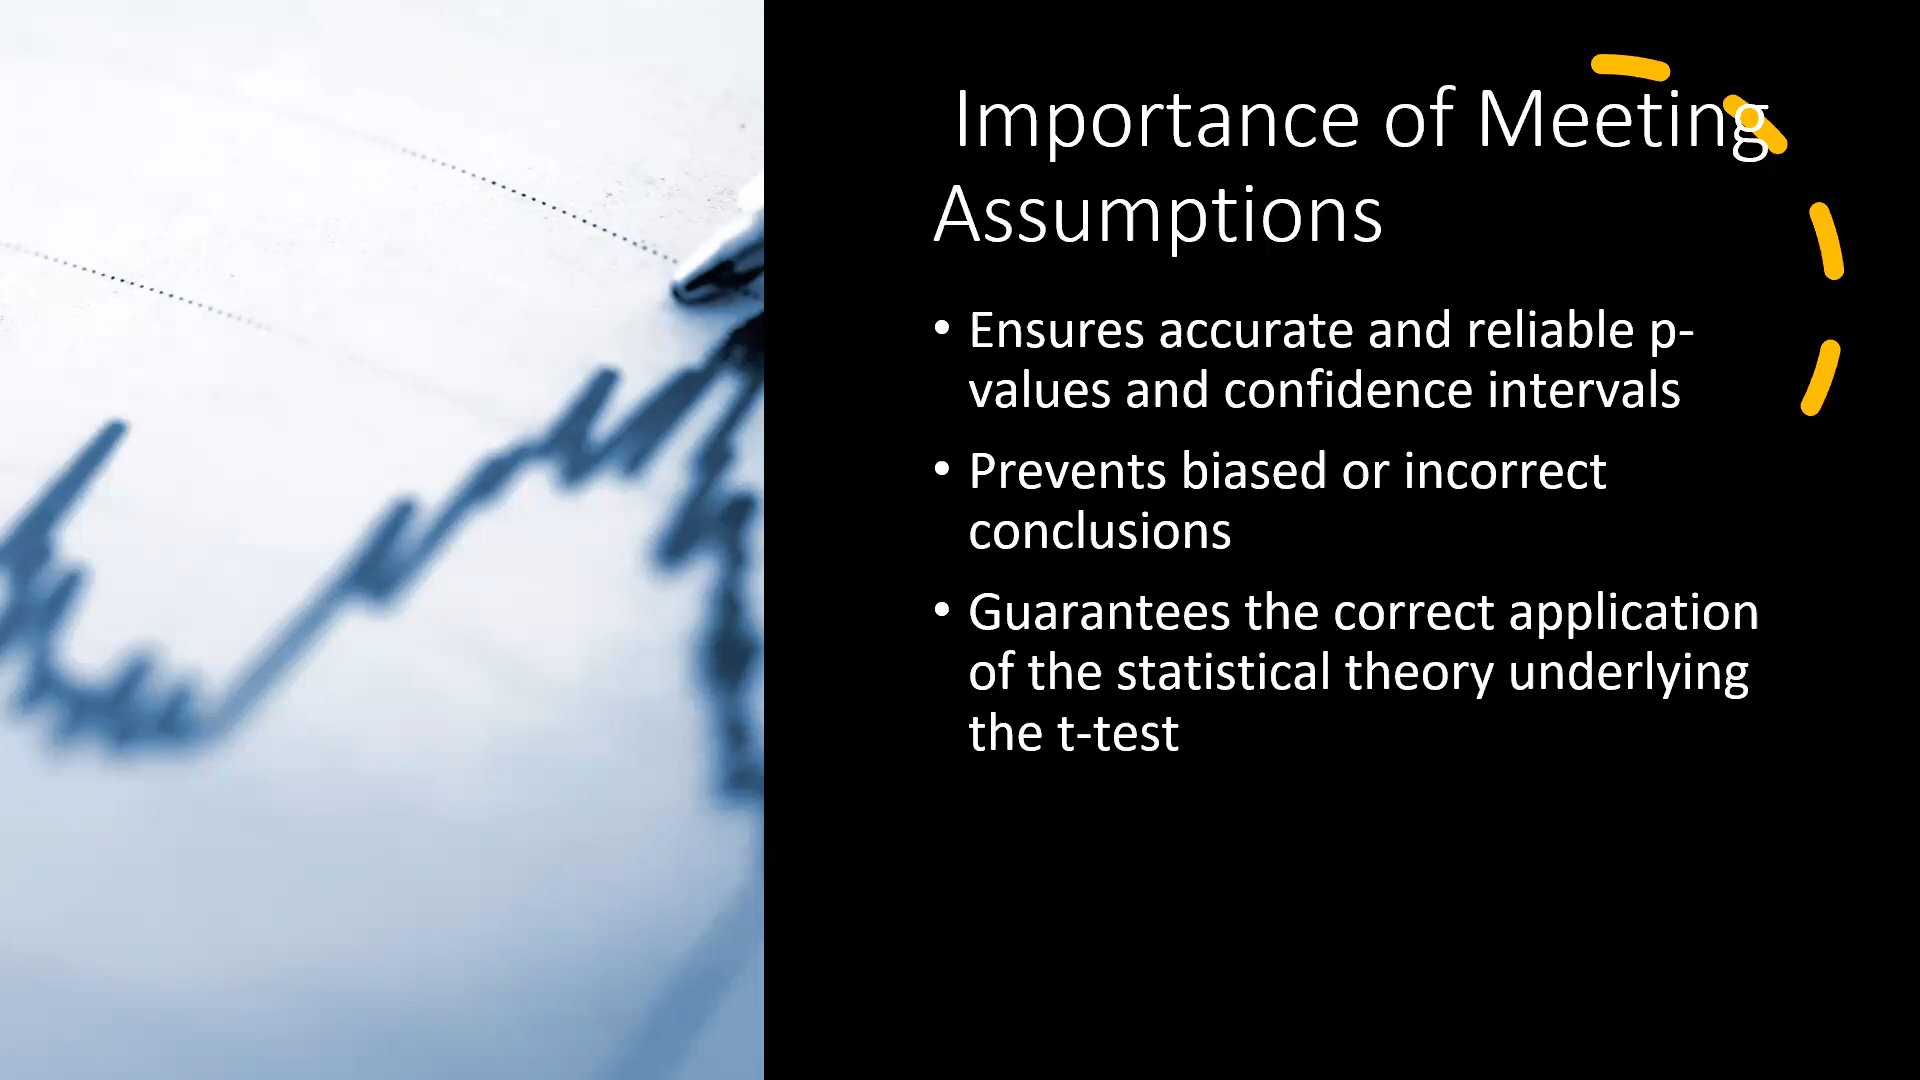 Importance of Meeting
Assumptions
• Ensures accurate and reliable p-
values and confidence intervals
• Prevents biased or incorrect
conclusions
• Guarantees the correct application
of the statistical theory underlying
the t-test